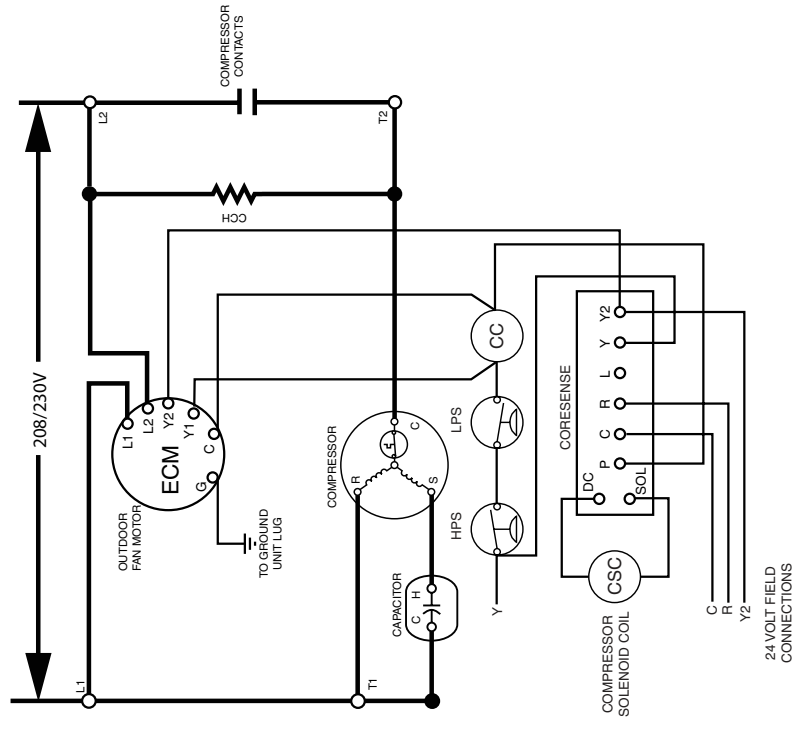 COMPRESSOR
CONTACTS
L2
T2
CCH
208/230V
L1
L2
Y2
Y1
C
G
ECM
OUTDOOR
FAN MOTOR
TO GROUND
UNIT LUG
COMPRESSOR
R
S
C
CAPACITOR
C
H
L1
T1
CC
LPS
HPS
Y
CORESENSE
Y2
Y
L
R
C
P
DC
SOL
CSC
COMPRESSOR
SOLENOID COIL
C
R
Y2
24 VOLT FIELD
CONNECTIONS